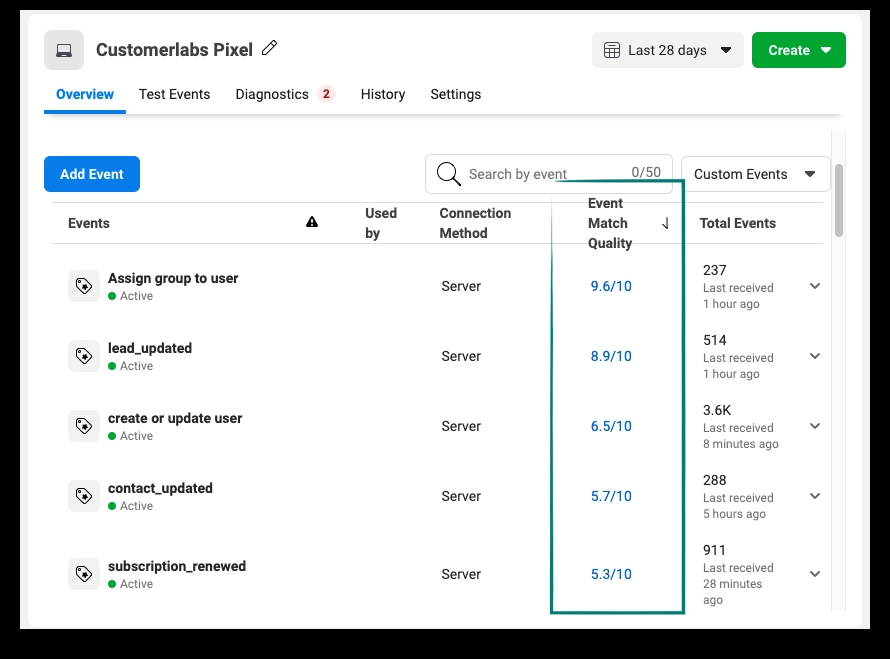 Customerlabs Pixel
Last 28 days
Create
Overview
Test Events
Diagnostics 2
History
Settings
Add Event
Search by event 0/50
Custom Events
Events
Used
by
Connection
Method
Event
Match
Quality
↓
Total Events
Assign group to user
Active
Server
9.6/10
237
Last received
1 hour ago
lead_updated
Active
Server
8.9/10
514
Last received
1 hour ago
create or update user
Active
Server
6.5/10
3.6K
Last received
8 minutes ago
contact_updated
Active
Server
5.7/10
288
Last received
5 hours ago
subscription_renewed
Active
Server
5.3/10
911
Last received
28 minutes
ago